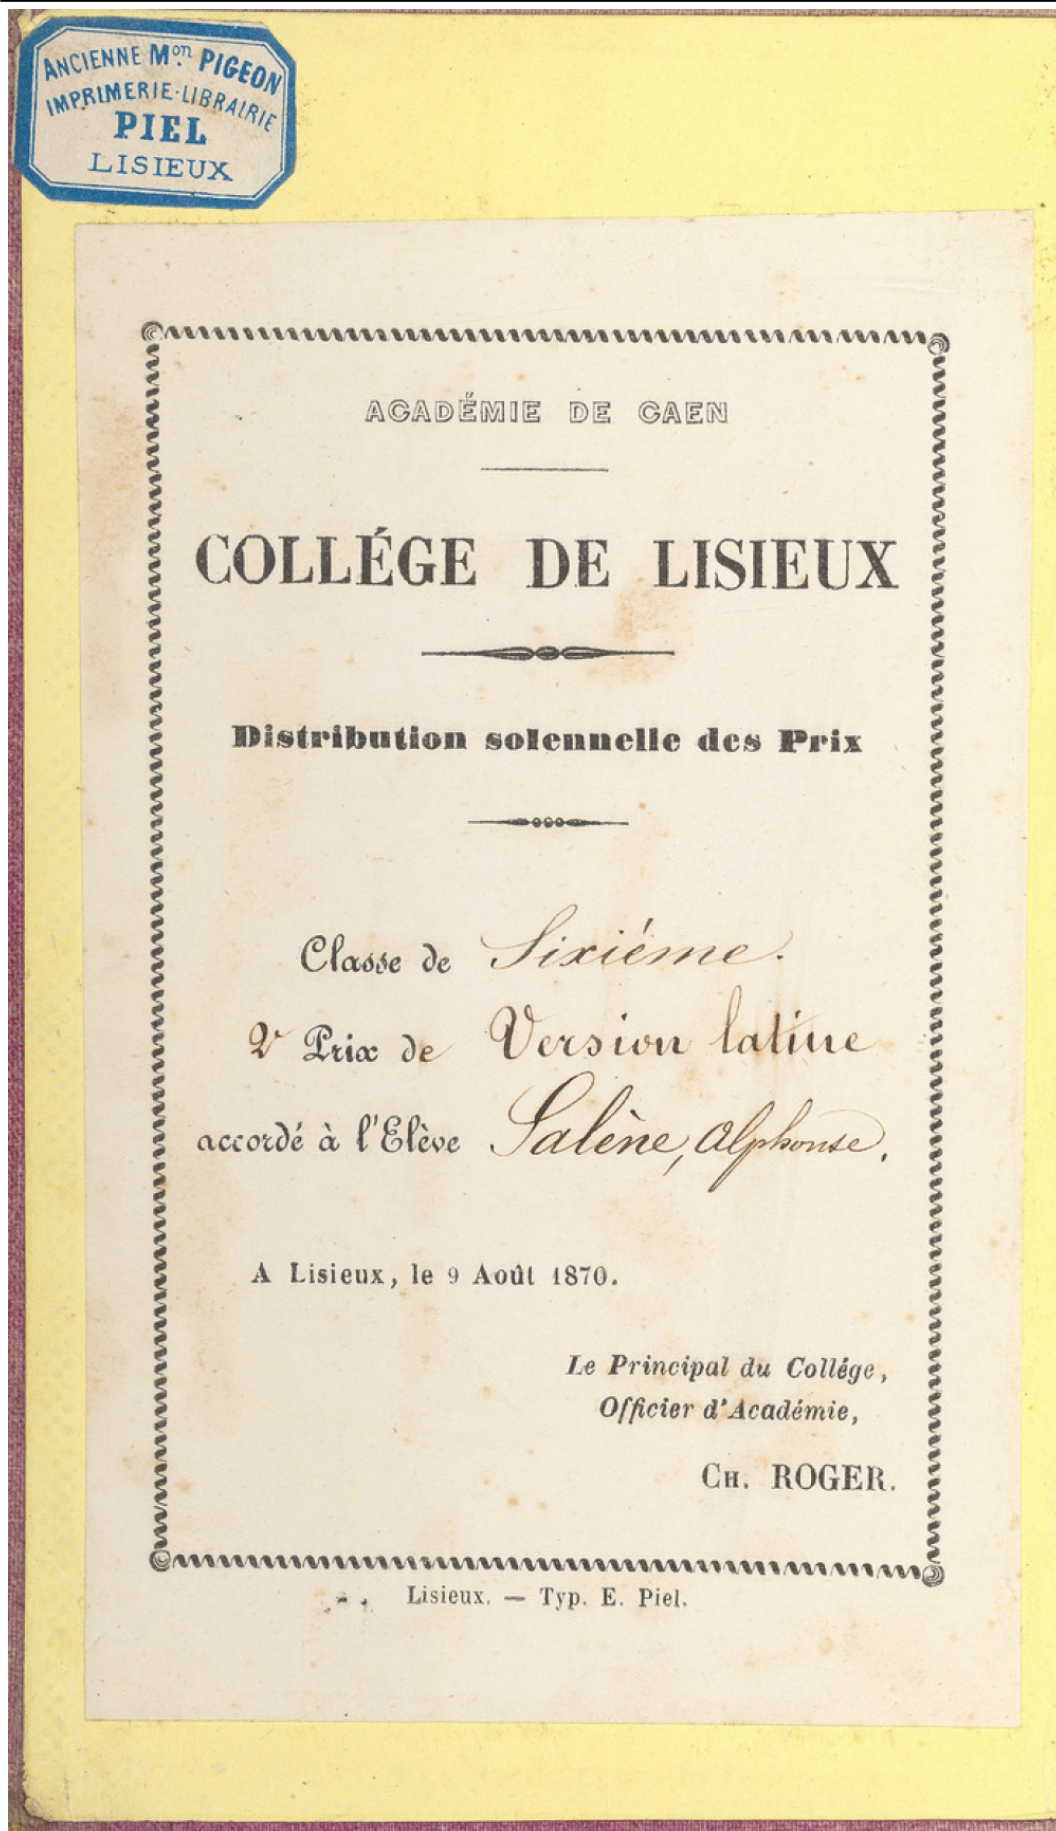 ANCIENNE Mon. PIGEON
IMPRIMERIE-LIBRAIRIE
PIEL
LISIEUX
ACADÉMIE DE CAEN
COLLÉGE DE LISIEUX
Distribution solennelle des Prix
Classe de Sixiéme.
2e Prix de Version latine
accordé à l'Elève Salène, Alphonse.
A Lisieux, le 9 Août 1870.
Le Principal du Collége,
Officier d'Académie,
CH. ROGER.
Lisieux. — Typ. E. Piel.